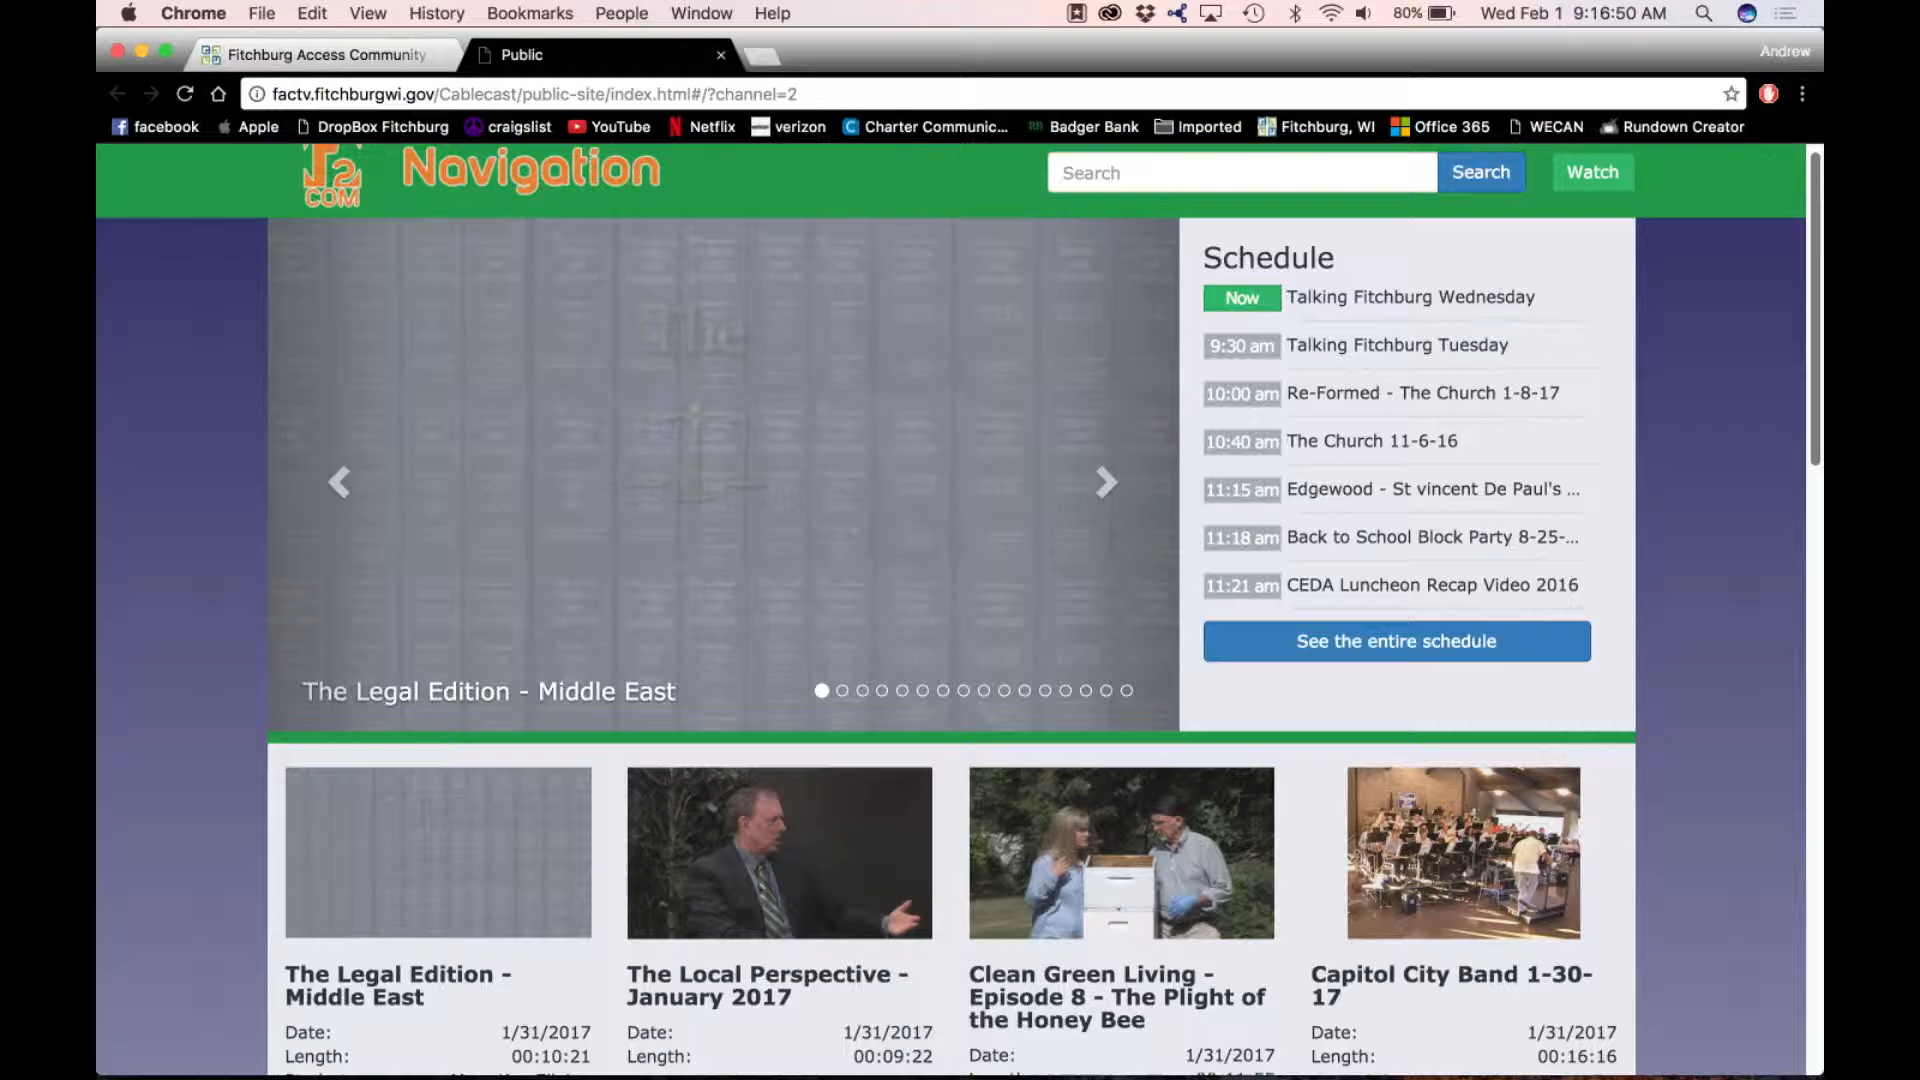 Chrome File Edit View History Bookmarks People Window Help 80% Wed Feb 1 9:16:50 AM
Fitchburg Access Community Public Andrew
factv.fitchburgwi.gov/Cablecast/public-site/index.html#/?channel=2
facebook Apple DropBox Fitchburg craigslist YouTube Netflix verizon Charter Communic... Badger Bank Imported Fitchburg, WI Office 365 WECAN Rundown Creator
COM Navigation Search Search Watch
Schedule
Now Talking Fitchburg Wednesday
9:30 am Talking Fitchburg Tuesday
10:00 am Re-Formed - The Church 1-8-17
10:40 am The Church 11-6-16
11:15 am Edgewood - St vincent De Paul's ...
11:18 am Back to School Block Party 8-25-...
11:21 am CEDA Luncheon Recap Video 2016
See the entire schedule
The
The Legal Edition - Middle East
The Legal Edition -
Middle East
Date: 1/31/2017
Length: 00:10:21
The Local Perspective -
January 2017
Date: 1/31/2017
Length: 00:09:22
Clean Green Living -
Episode 8 - The Plight of
the Honey Bee
Date: 1/31/2017
Capitol City Band 1-30-
17
Date: 1/31/2017
Length: 00:16:16